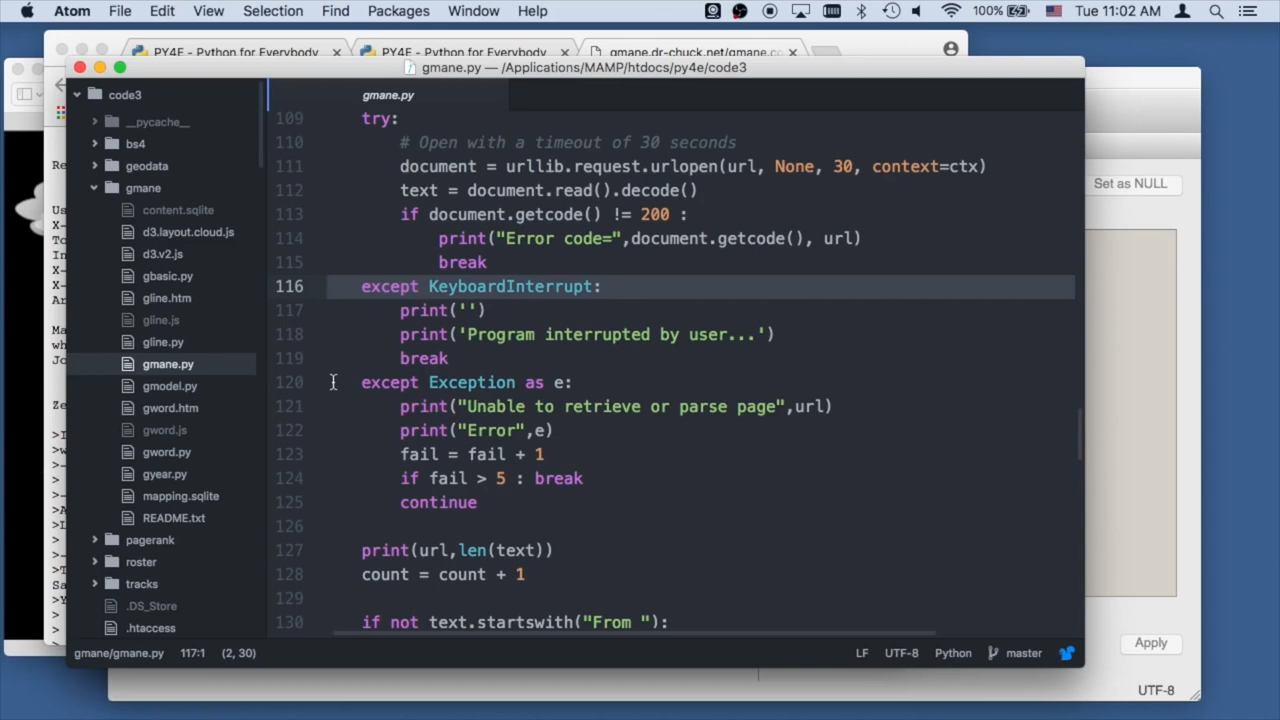 Atom File Edit View Selection Find Packages Window Help 100% Tue 11:02 AM
PY4E - Python for Everybody PY4E - Python for Everybody gmane.dr-chuck.net/gmane.co
gmane.py — /Applications/MAMP/htdocs/py4e/code3
code3
__pycache__
bs4
geodata
gmane
content.sqlite
d3.layout.cloud.js
d3.v2.js
gbasic.py
gline.htm
gline.js
gline.py
gmane.py
gmodel.py
gword.htm
gword.js
gword.py
gyear.py
mapping.sqlite
README.txt
pagerank
roster
tracks
.DS_Store
.htaccess
gmane.py
109 try:
110 # Open with a timeout of 30 seconds
111 document = urllib.request.urlopen(url, None, 30, context=ctx)
112 text = document.read().decode()
113 if document.getcode() != 200 :
114 print("Error code=",document.getcode(), url)
115 break
116 except KeyboardInterrupt:
117 print('')
118 print('Program interrupted by user...')
119 break
120 except Exception as e:
121 print("Unable to retrieve or parse page",url)
122 print("Error",e)
123 fail = fail + 1
124 if fail > 5 : break
125 continue
126
127 print(url,len(text))
128 count = count + 1
129
130 if not text.startswith("From "):
gmane/gmane.py 117:1 (2, 30) LF UTF-8 Python master
Set as NULL
Apply
UTF-8